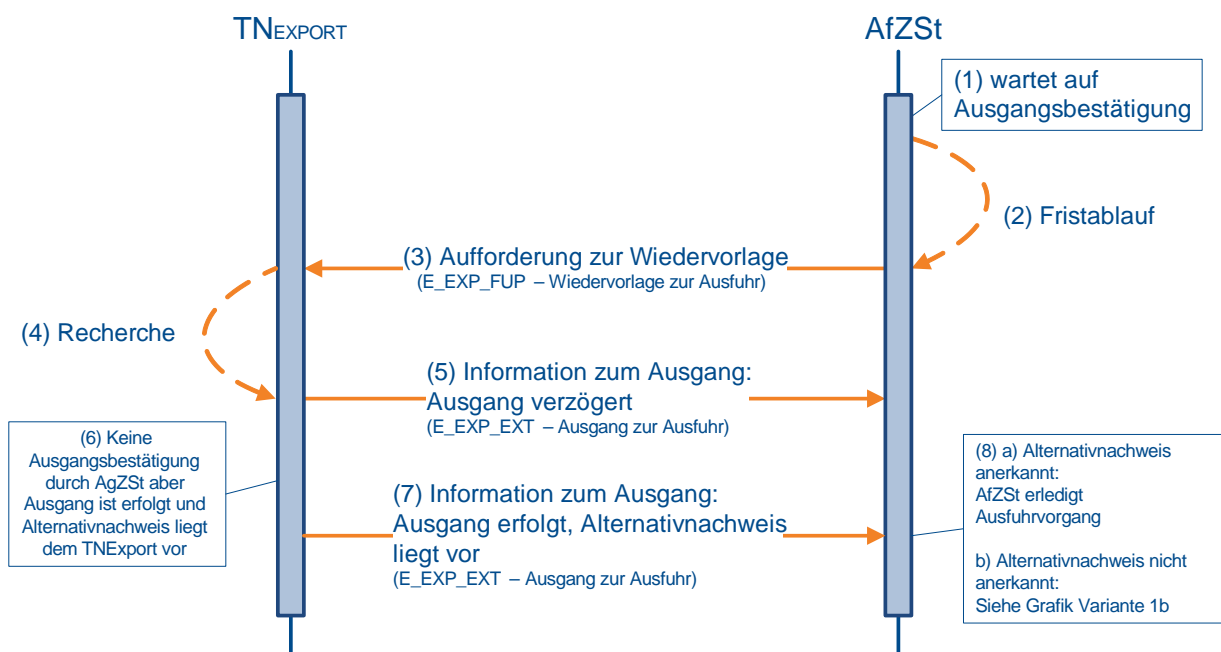 TNEXPORT
AfZSt
(1) wartet auf
Ausgangsbestätigung
(2) Fristablauf
(3) Aufforderung zur Wiedervorlage
(E_EXP_FUP – Wiedervorlage zur Ausfuhr)
(4) Recherche
(5) Information zum Ausgang:
Ausgang verzögert
(E_EXP_EXT – Ausgang zur Ausfuhr)
(6) Keine
Ausgangsbestätigung
durch AgZSt aber
Ausgang ist erfolgt und
Alternativnachweis liegt
dem TNExport vor
(7) Information zum Ausgang:
Ausgang erfolgt, Alternativnachweis
liegt vor
(E_EXP_EXT – Ausgang zur Ausfuhr)
(8) a) Alternativnachweis
anerkannt:
AfZSt erledigt
Ausfuhrvorgang
b) Alternativnachweis nicht
anerkannt:
Siehe Grafik Variante 1b